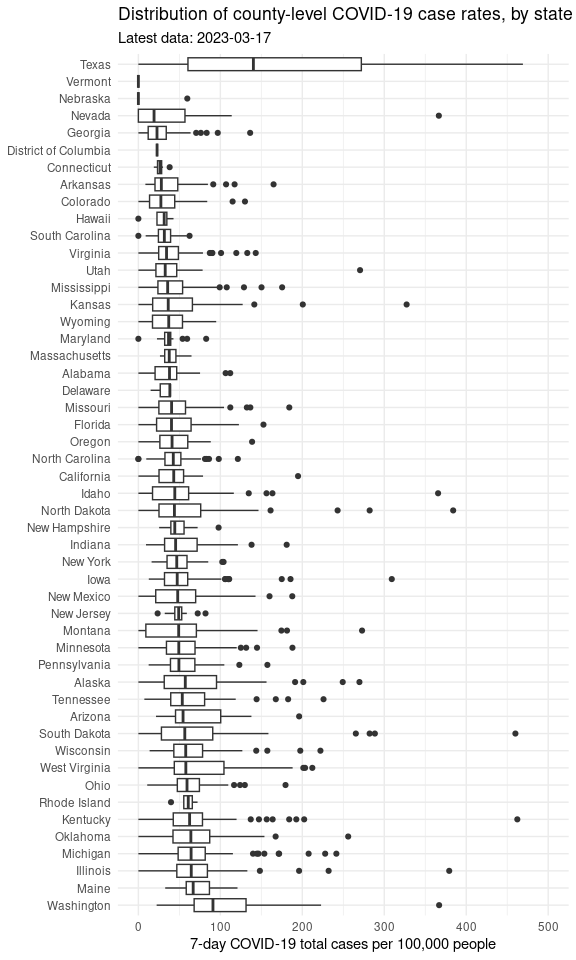 Distribution of county-level COVID-19 case rates, by state
Latest data: 2023-03-17
Texas
Vermont
Nebraska
Nevada
Georgia
District of Columbia
Connecticut
Arkansas
Colorado
Hawaii
South Carolina
Virginia
Utah
Mississippi
Kansas
Wyoming
Maryland
Massachusetts
Alabama
Delaware
Missouri
Florida
Oregon
North Carolina
California
Idaho
North Dakota
New Hampshire
Indiana
New York
Iowa
New Mexico
New Jersey
Montana
Minnesota
Pennsylvania
Alaska
Tennessee
Arizona
South Dakota
Wisconsin
West Virginia
Ohio
Rhode Island
Kentucky
Oklahoma
Michigan
Illinois
Maine
Washington
0 100 200 300 400 500
7-day COVID-19 total cases per 100,000 people